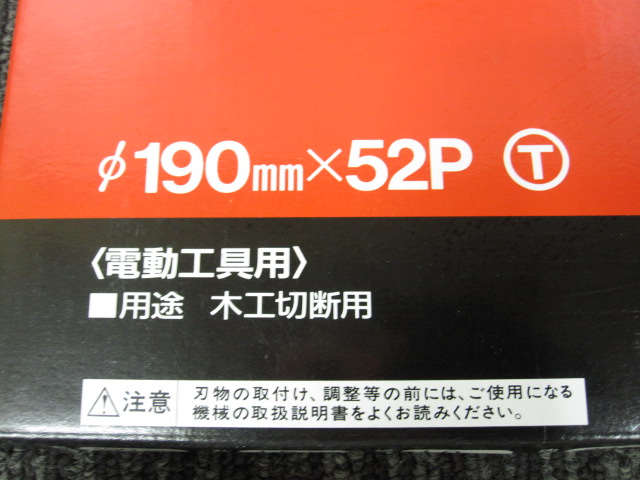 φ190mm×52P Ⓣ
〈電動工具用〉
■用途 木工切断用
注意 刃物の取付け、調整等の前には、ご使用になる
機械の取扱説明書をよくお読みください。